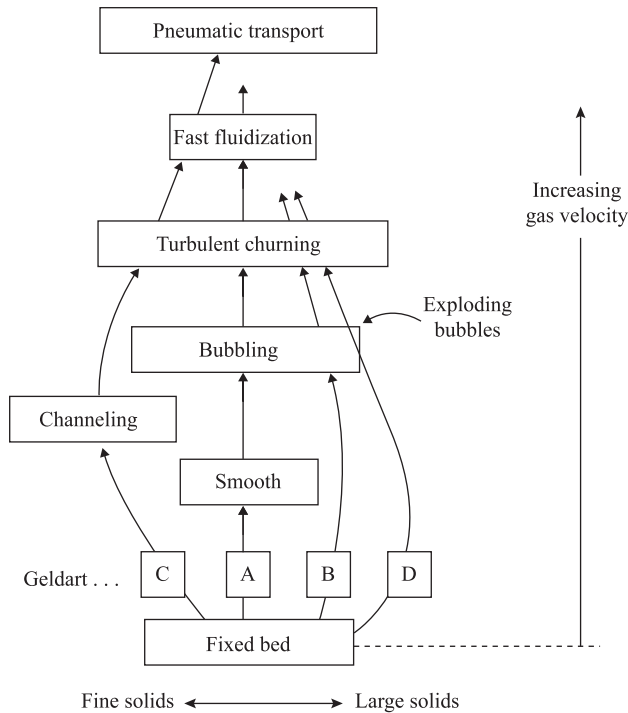 Pneumatic transport
Fast fluidization
Increasing
gas velocity
Turbulent churning
Exploding
bubbles
Bubbling
Channeling
Smooth
Geldart . . . C A B D
Fixed bed
Fine solids Large solids